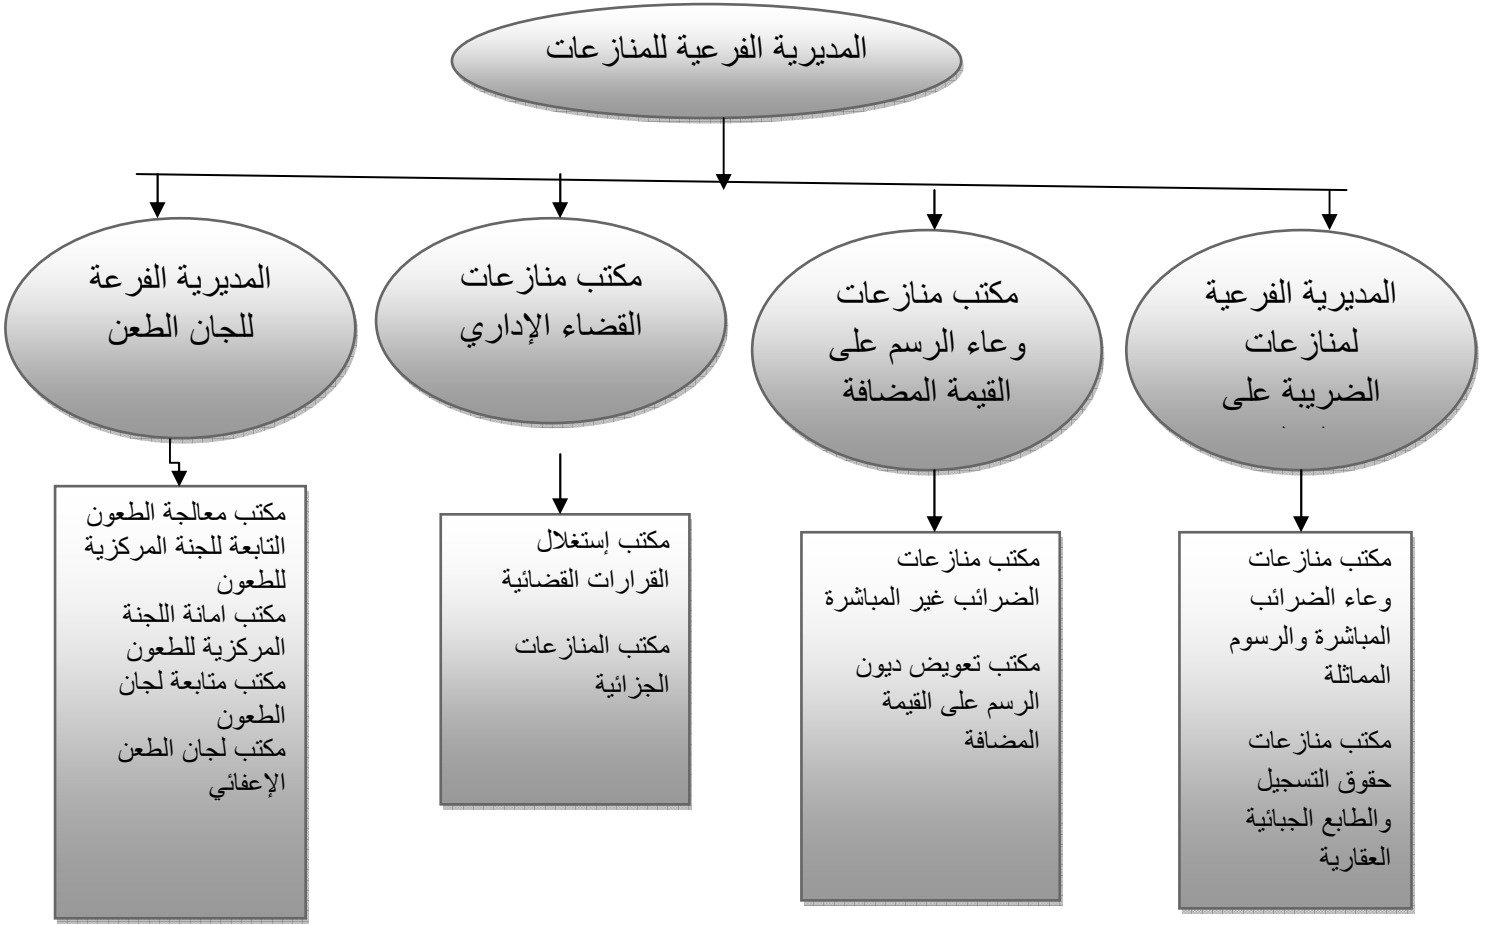 المديرية الفرعية للمنازعات
المديرية الفرعية
لمنازعات
الضريبة على
مكتب منازعات
وعاء الرسم على
القيمة المضافة
مكتب منازعات
القضاء الإداري
المديرية الفرعة
للجان الطعن
مكتب منازعات
وعاء الضرائب
المباشرة والرسوم
المماثلة
مكتب منازعات
حقوق التسجيل
والطابع الجبائية
العقارية
مكتب منازعات
الضرائب غير المباشرة
مكتب تعويض ديون
الرسم على القيمة
المضافة
مكتب إستغلال
القرارات القضائية
مكتب المنازعات
الجزائية
مكتب معالجة الطعون
التابعة للجنة المركزية
للطعون
مكتب امانة اللجنة
المركزية للطعون
مكتب متابعة لجان
الطعون
مكتب لجان الطعن
الإعفائي